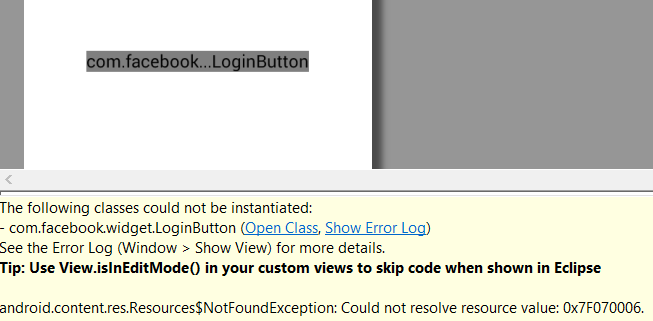 com.facebook...LoginButton
The following classes could not be instantiated:
- com.facebook.widget.LoginButton (Open Class, Show Error Log)
See the Error Log (Window > Show View) for more details.
Tip: Use View.isInEditMode() in your custom views to skip code when shown in Eclipse
android.content.res.Resources$NotFoundException: Could not resolve resource value: 0x7F070006.